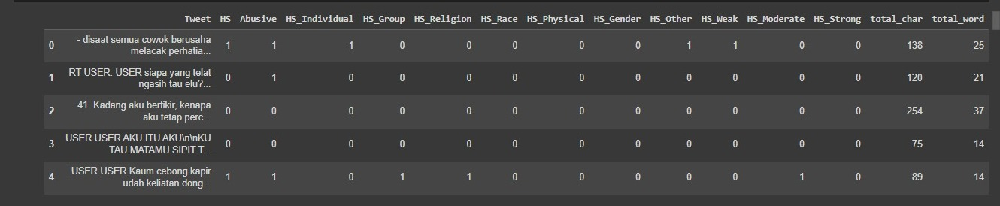 Tweet HS Abusive HS_Individual HS_Group HS_Religion HS_Race HS_Physical HS_Gender HS_Other HS_Weak HS_Moderate HS_Strong total_char total_word
0 - disaat semua cowok berusaha melacak perhatia... 1 1 1 0 0 0 0 0 1 1 0 0 138 25
1 RT USER: USER siapa yang telat ngasih tau elu?... 0 1 0 0 0 0 0 0 0 0 0 0 120 21
2 41. Kadang aku berfikir, kenapa aku tetap perc... 0 0 0 0 0 0 0 0 0 0 0 0 254 37
3 USER USER AKU ITU AKU\n\nKU TAU MATAMU SIPIT T... 0 0 0 0 0 0 0 0 0 0 0 0 75 14
4 USER USER Kaum cebong kapir udah keliatan dong... 1 1 0 1 1 0 0 0 0 0 1 0 89 14